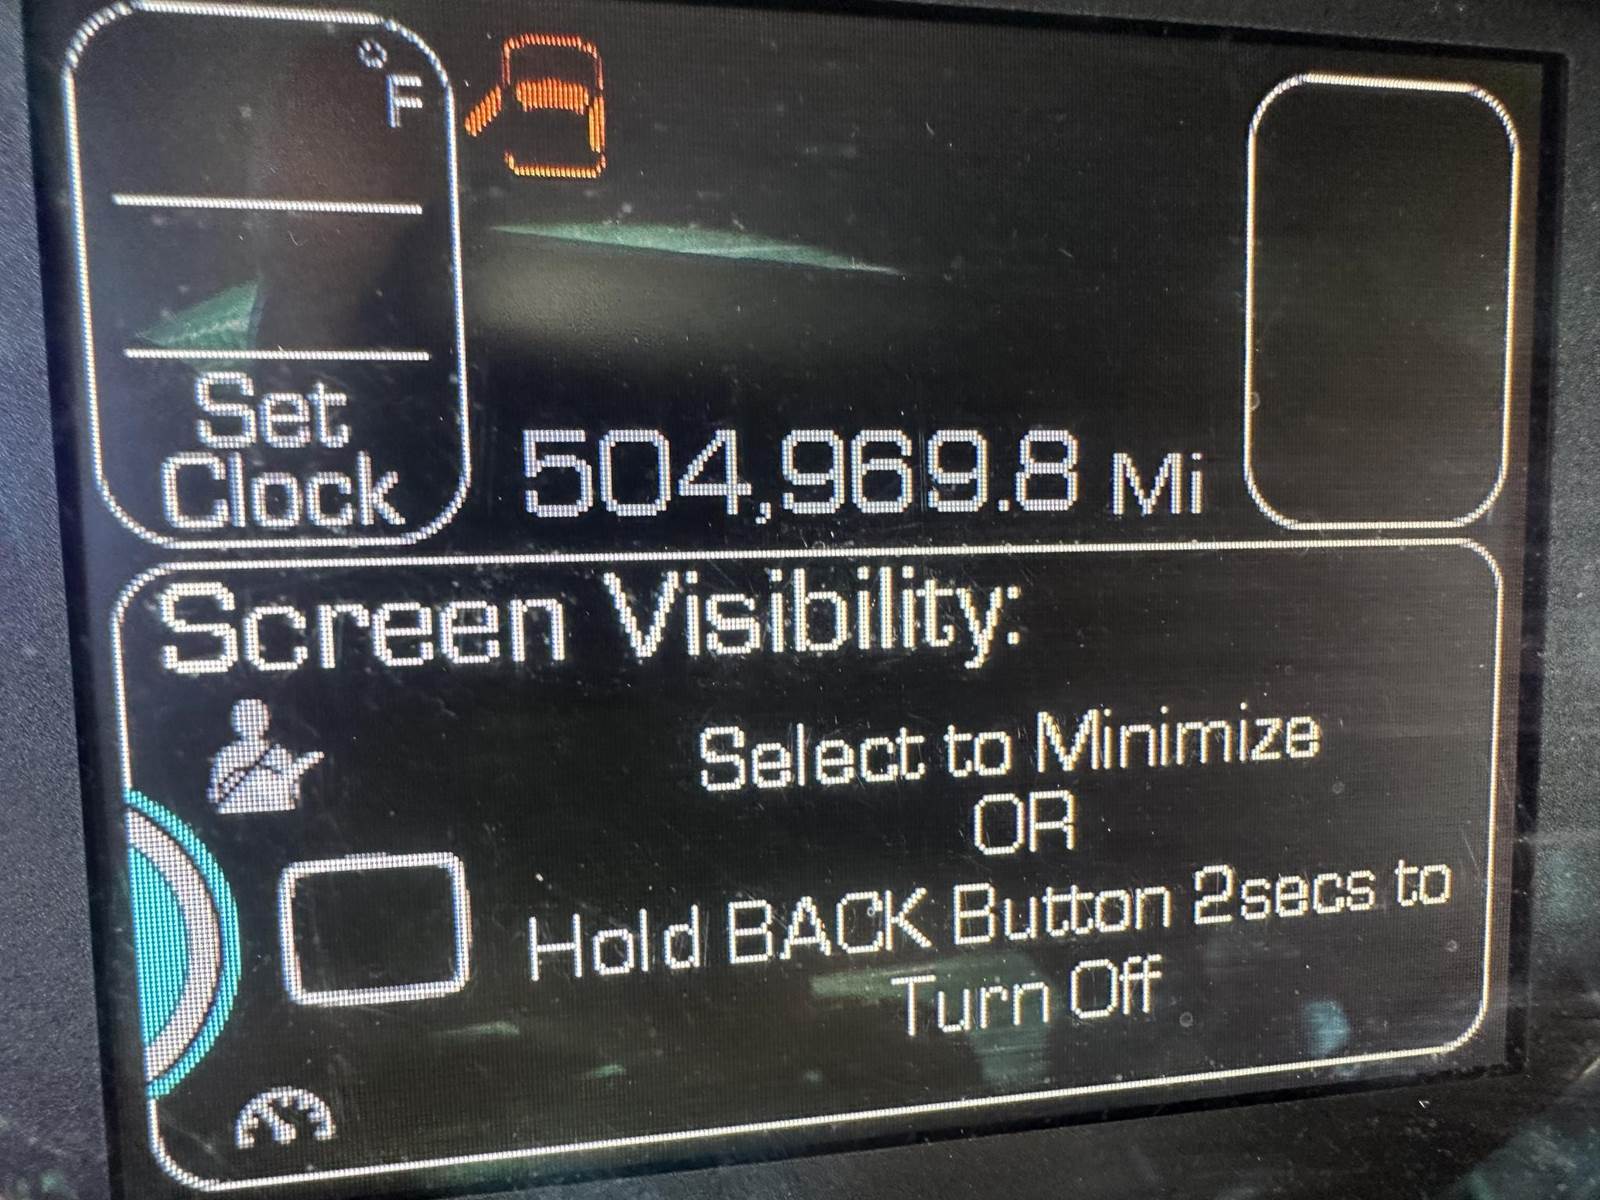 °F
Set
Clock
504,969.8 Mi
Screen Visibility:
Select to Minimize
OR
Hold BACK Button 2secs to
Turn Off